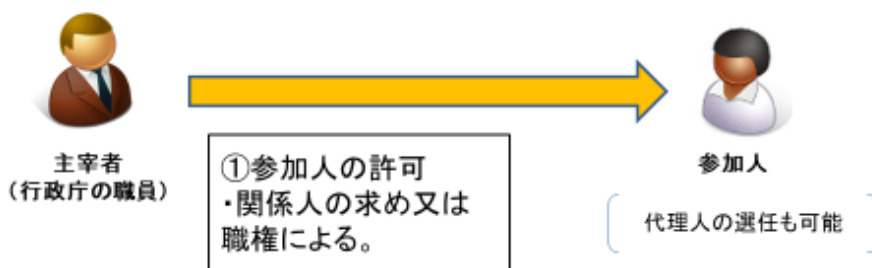 主宰者
（行政庁の職員）
①参加人の許可
・関係人の求め又は
職権による。
参加人
代理人の選任も可能